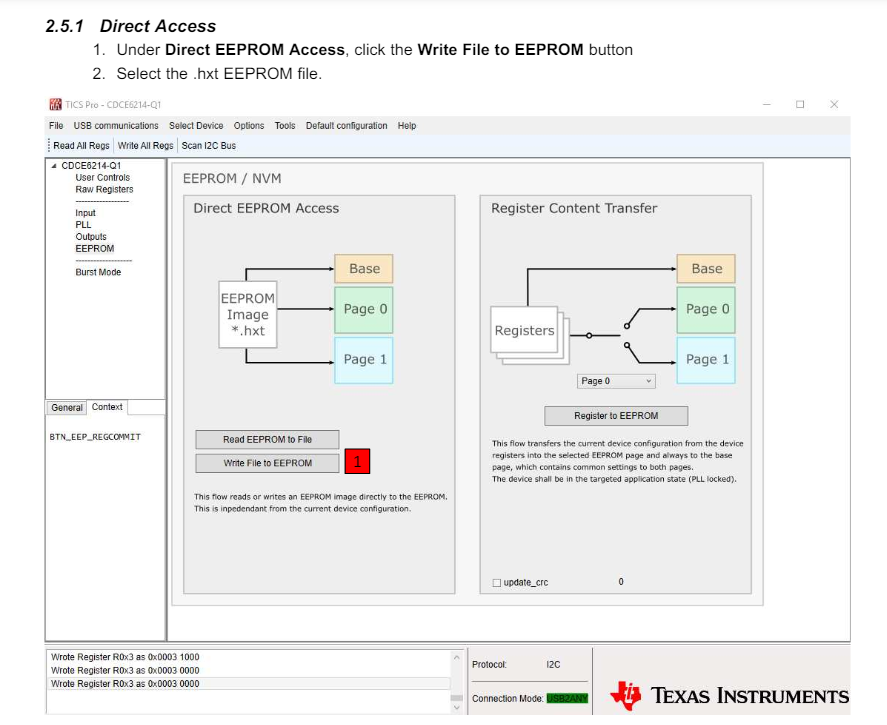 2.5.1 Direct Access
1. Under Direct EEPROM Access, click the Write File to EEPROM button
2. Select the .hxt EEPROM file.
TICS Pro - CDCE6214-Q1
File USB communications Select Device Options Tools Default configuration Help
Read All Regs Write All Regs Scan I2C Bus
CDCE6214-Q1
User Controls
Raw Registers
Input
PLL
Outputs
EEPROM
Burst Mode
General Context
BTN_EEP_REGCOMMIT
EEPROM / NVM
Direct EEPROM Access
EEPROM
Image
*.hxt
Base
Page 0
Page 1
Read EEPROM to File
Write File to EEPROM
1
This flow reads or writes an EEPROM image directly to the EEPROM.
This is inpedendant from the current device configuration.
Register Content Transfer
Registers
Base
Page 0
Page 1
Page 0
Register to EEPROM
This flow transfers the current device configuration from the device
registers into the selected EEPROM page and always to the base
page, which contains common settings to both pages.
The device shall be in the targeted application state (PLL locked).
update_crc 0
Wrote Register R0x3 as 0x0003 1000
Wrote Register R0x3 as 0x0003 0000
Wrote Register R0x3 as 0x0003 0000
Protocol: I2C
Connection Mode: USB2ANY
TEXAS INSTRUMENTS